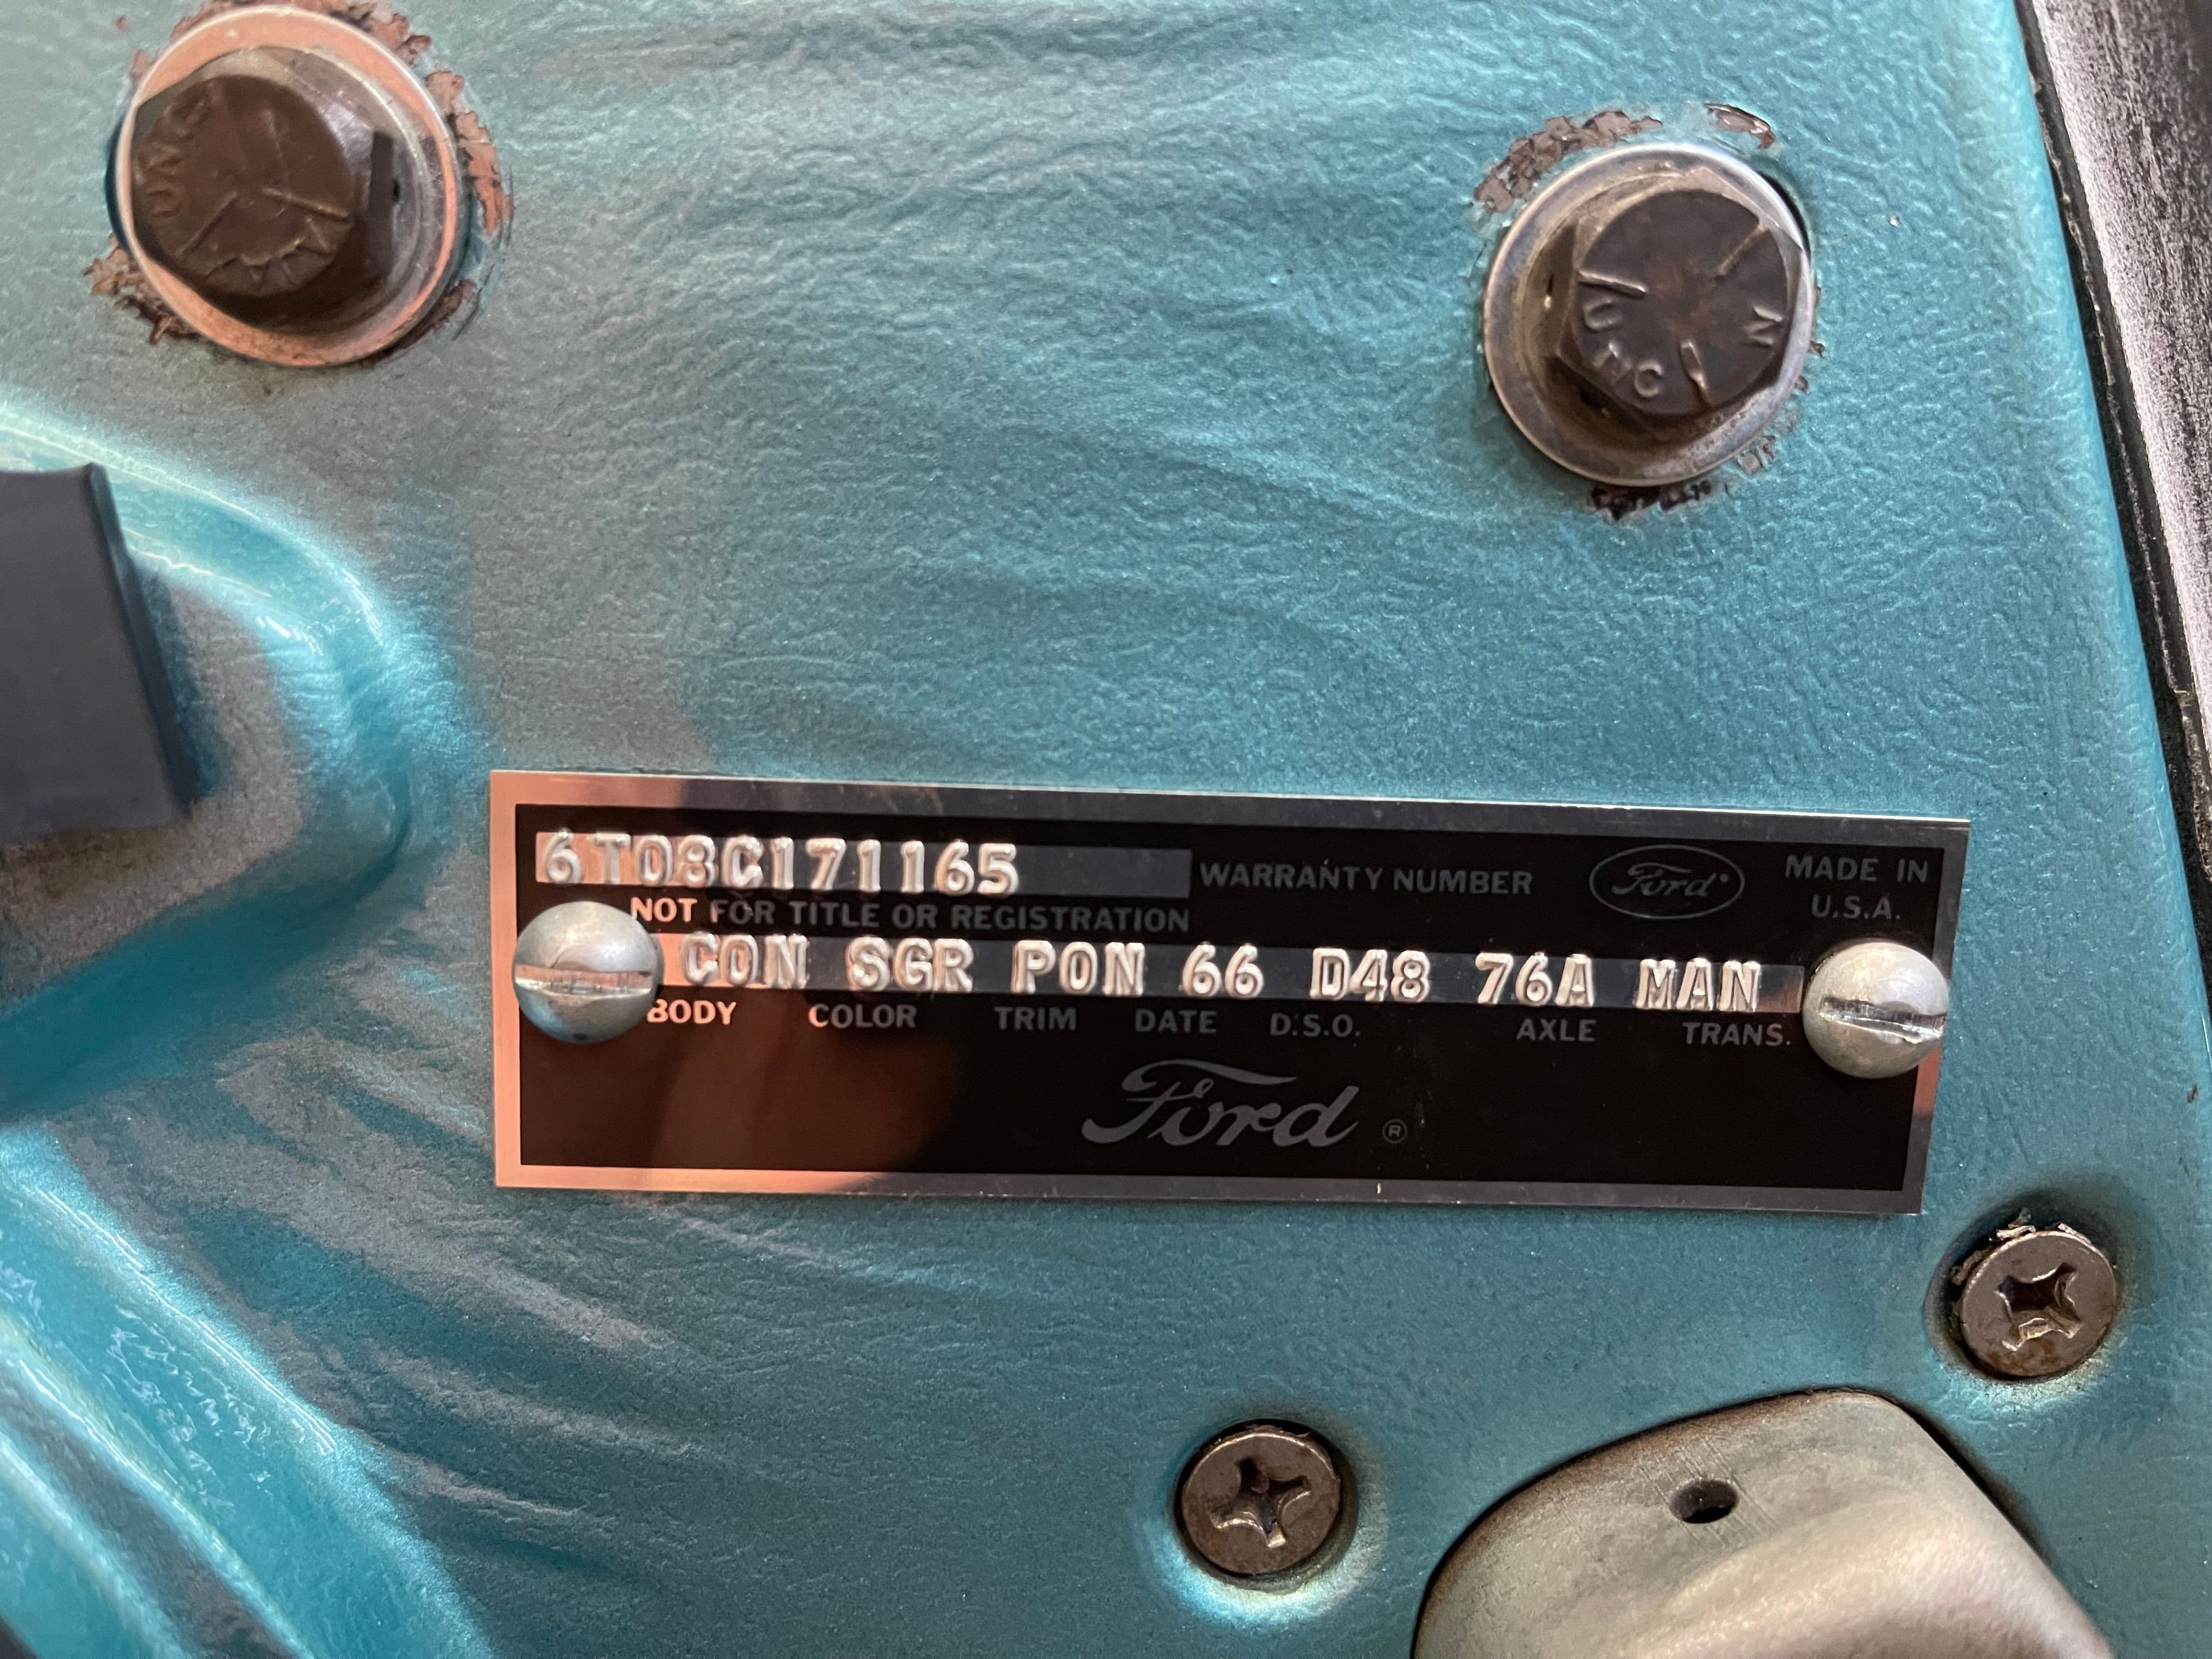 6T08C171165 WARRANTY NUMBER Ford MADE IN U.S.A.
NOT FOR TITLE OR REGISTRATION
CON SGR PON 66 D48 76A MAN
BODY COLOR TRIM DATE D.S.O. AXLE TRANS.
Ford ®